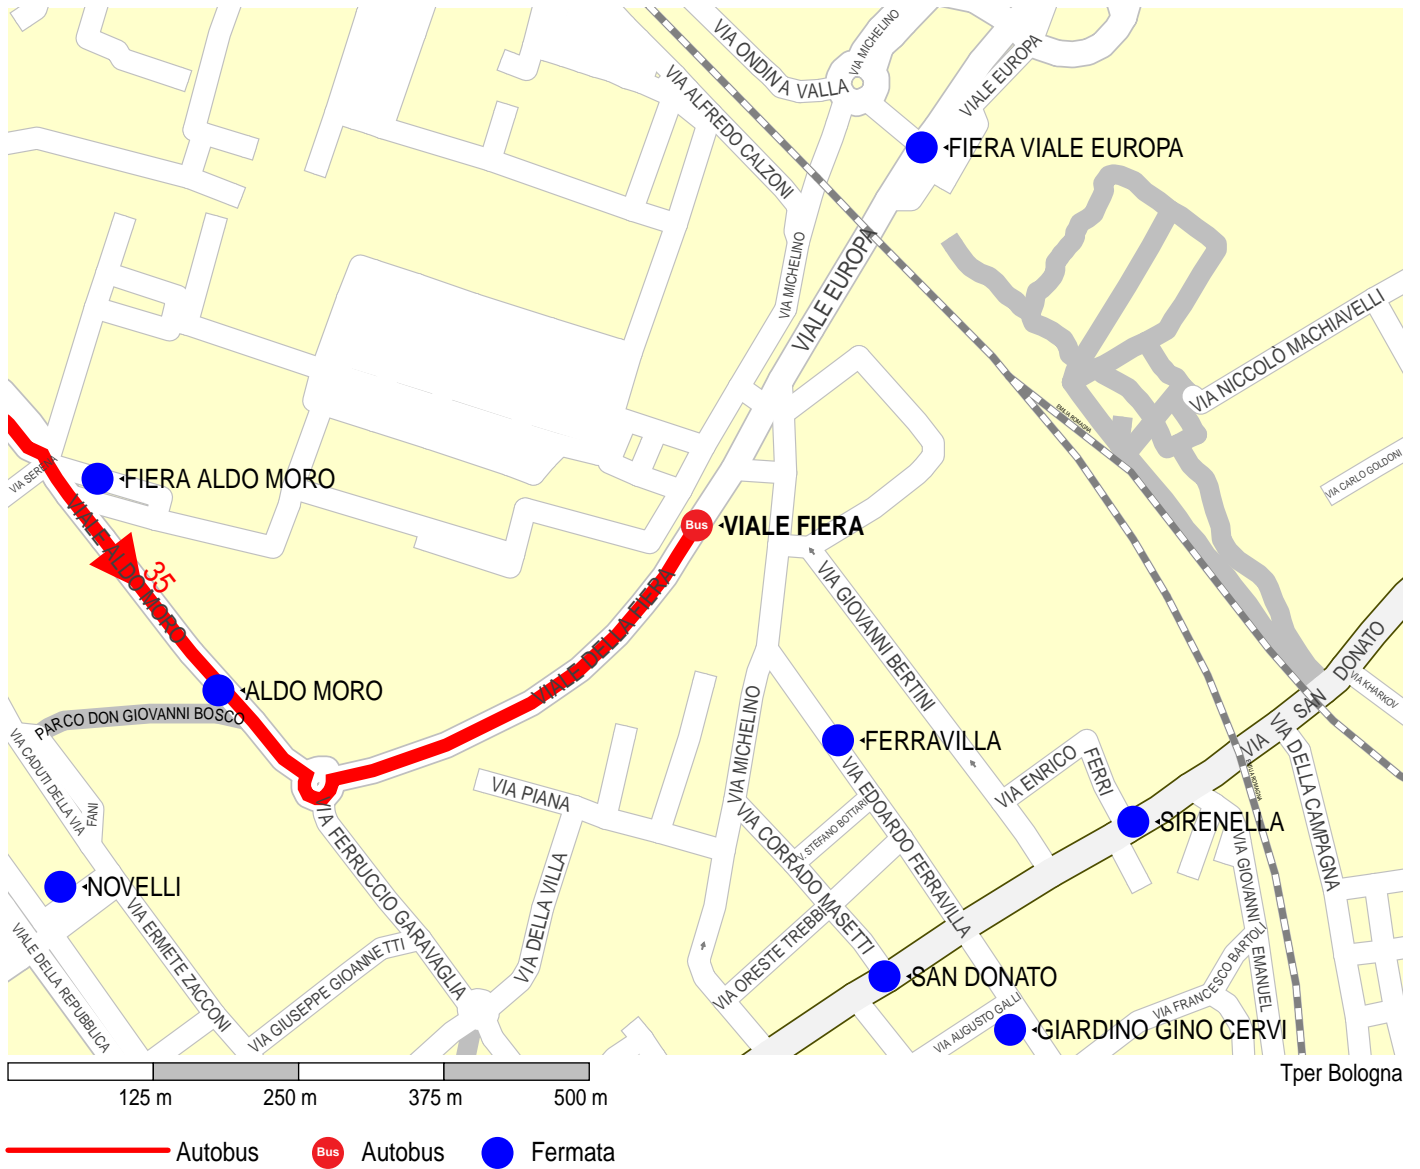 VIA MICHELINO
VIA ONDINA VALLA
VIALE EUROPA
VIA ALFREDO CALZONI
FIERA VIALE EUROPA
VIA MICHELINO
VIALE EUROPA
VIA NICCOLÒ MACHIAVELLI
EMILIA ROMAGNA
VIA SERENA
FIERA ALDO MORO
VIA CARLO GOLDONI
VIALE ALDO MORO
35
Bus
VIALE FIERA
VIALE DELLA FIERA
VIA GIOVANNI BERTINI
ALDO MORO
PARCO DON GIOVANNI BOSCO
VIA SAN DONATO
VIA KHARKOV
VIA CADUTI DELLA VIA FANI
VIA MICHELINO
FERRAVILLA
VIA ENRICO FERRI
VIA DELLA CAMPAGNA
EMILIA ROMAGNA
VIA PIANA
VIA EDOARDO FERRAVILLA
V. STEFANO BOTTARI
SIRENELLA
VIA CORRADO MASETTI
VIA FERRUCCIO GARAVAGLIA
VIA DELLA VILLA
NOVELLI
VIA ERMETE ZACCONI
VIA GIOVANNI EMANUEL
VIA ORESTE TREBBI
VIALE DELLA REPUBBLICA
VIA GIUSEPPE GIOANNETTI
SAN DONATO
VIA FRANCESCO BARTOLI
VIA AUGUSTO GALLI
GIARDINO GINO CERVI
Tper Bologna
125 m
250 m
375 m
500 m
Autobus
Bus
Autobus
Fermata